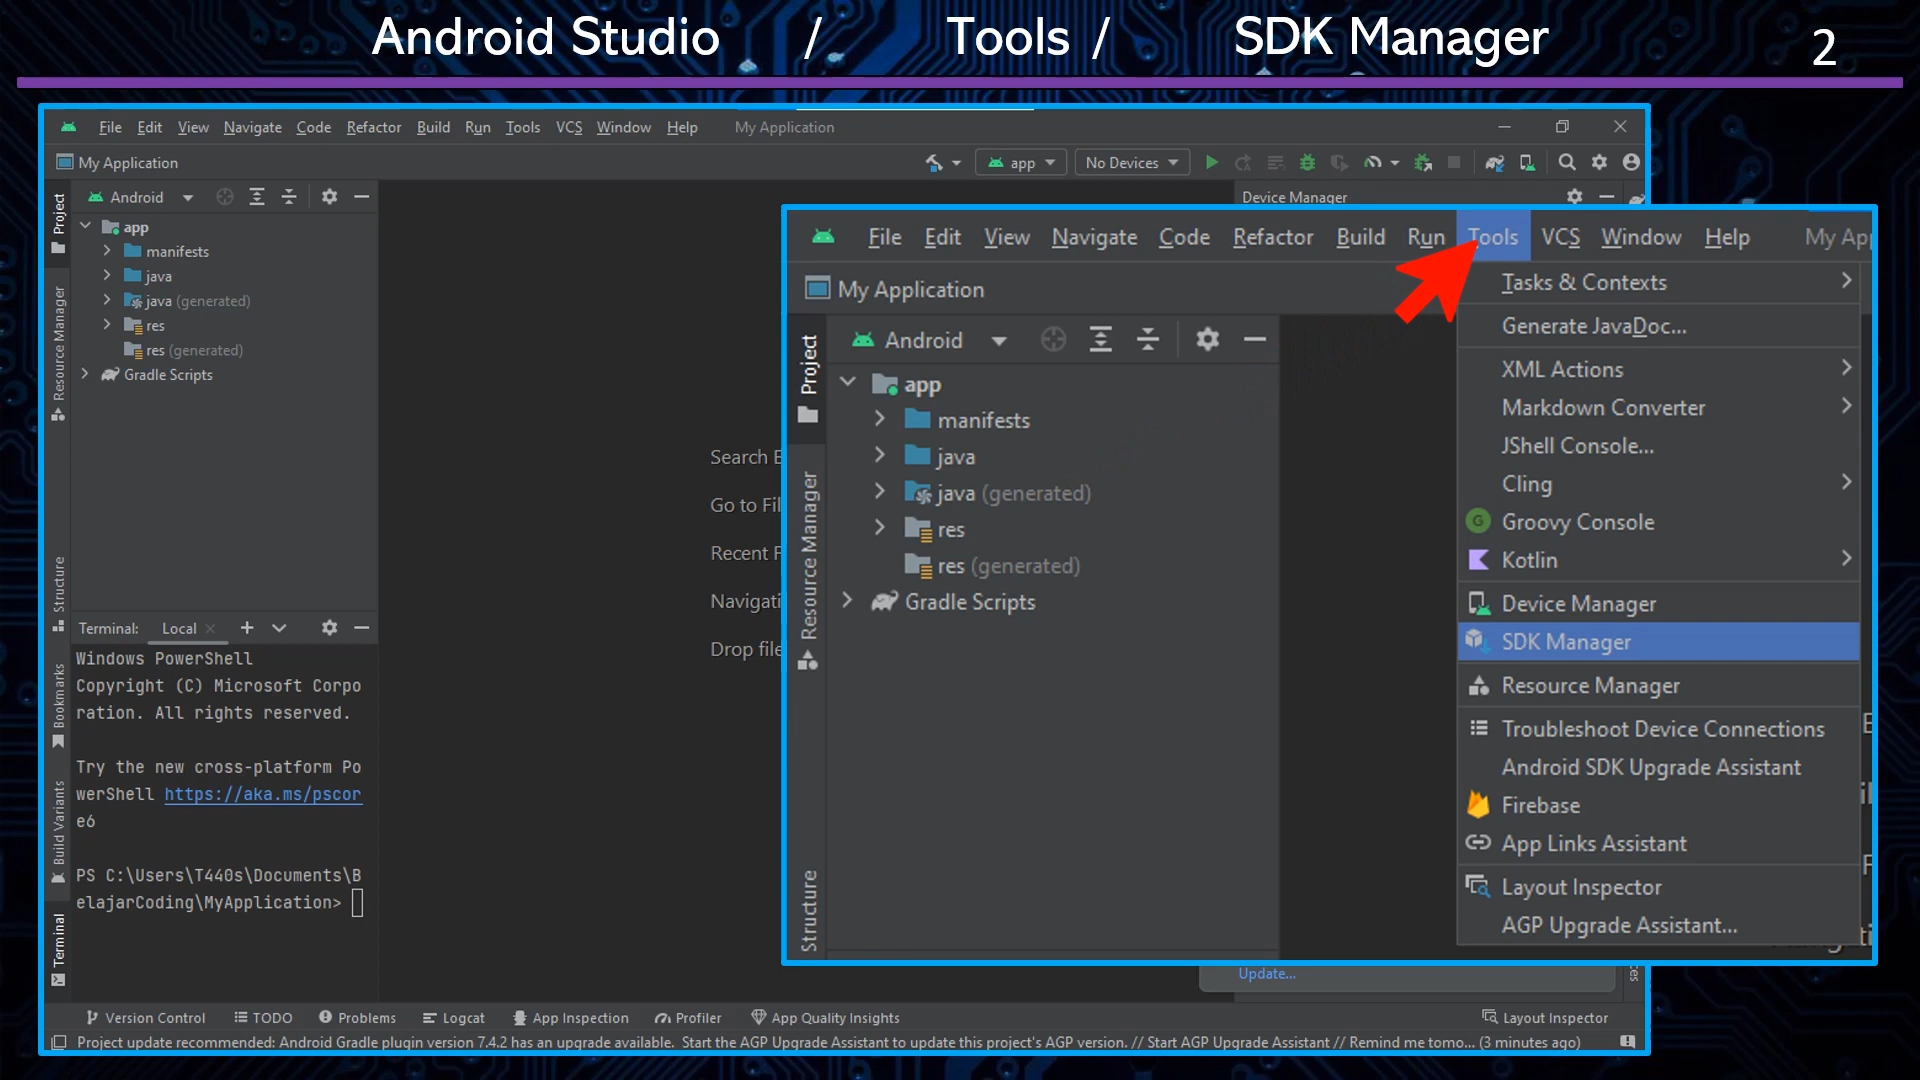 Android Studio / Tools / SDK Manager
2
File Edit View Navigate Code Refactor Build Run Tools VCS Window Help My Application
My Application
app
No Devices
Android
Device Manager
Project
app
manifests
java
java (generated)
res
res (generated)
Gradle Scripts
Resource Manager
Search E
Go to Fil
Recent F
Navigati
Drop file
Structure
Bookmarks
Build Variants
Terminal
Terminal: Local
Windows PowerShell
Copyright (C) Microsoft Corpo
ration. All rights reserved.
Try the new cross-platform Po
werShell https://aka.ms/pscor
e6
PS C:\Users\T440s\Documents\B
elajarCoding\MyApplication>
File Edit View Navigate Code Refactor Build Run Tools VCS Window Help My App
My Application
Android
Project
app
manifests
java
java (generated)
res
res (generated)
Gradle Scripts
Resource Manager
Structure
Tasks & Contexts
Generate JavaDoc...
XML Actions
Markdown Converter
JShell Console...
Cling
G
Groovy Console
Kotlin
Device Manager
SDK Manager
Resource Manager
Troubleshoot Device Connections
Android SDK Upgrade Assistant
Firebase
App Links Assistant
Layout Inspector
AGP Upgrade Assistant...
Update...
Version Control TODO Problems Logcat App Inspection Profiler App Quality Insights Layout Inspector
Project update recommended: Android Gradle plugin version 7.4.2 has an upgrade available. Start the AGP Upgrade Assistant to update this project's AGP version. // Start AGP Upgrade Assistant // Remind me tomo... (3 minutes ago)